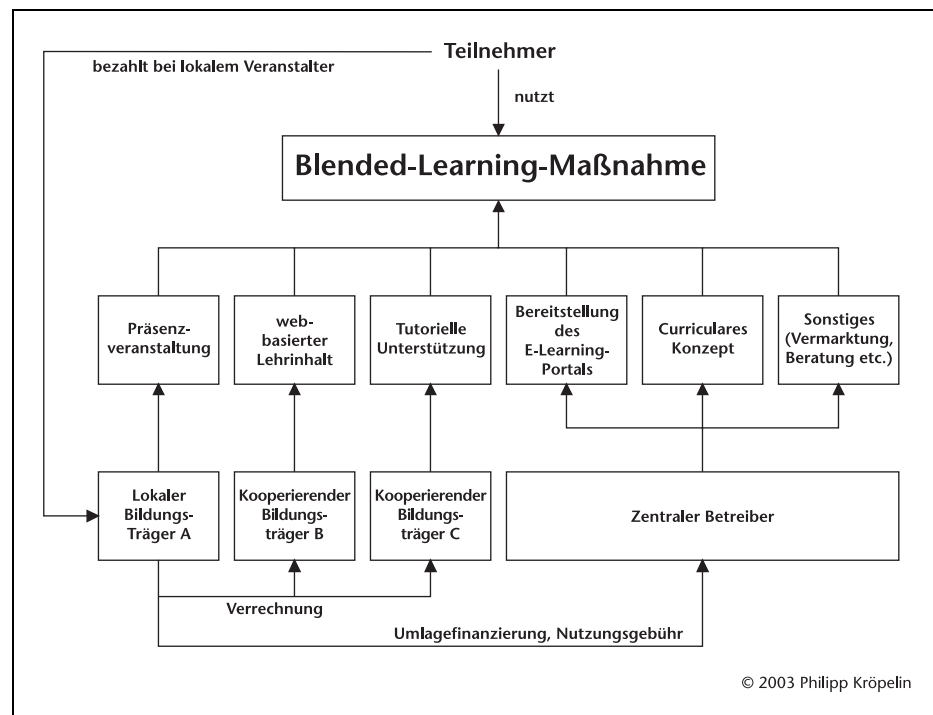 Teilnehmer
bezahlt bei lokalem Veranstalter
nutzt
Blended-Learning-Maßnahme
Präsenz-
veranstaltung
web-
basierter
Lehrinhalt
Tutorielle
Unterstützung
Bereitstellung
des
E-Learning-
Portals
Curriculares
Konzept
Sonstiges
(Vermarktung,
Beratung etc.)
Lokaler
Bildungs-
Träger A
Kooperierender
Bildungs-
träger B
Kooperierender
Bildungs-
träger C
Zentraler Betreiber
Verrechnung
Umlagefinanzierung, Nutzungsgebühr
© 2003 Philipp Kröpelin